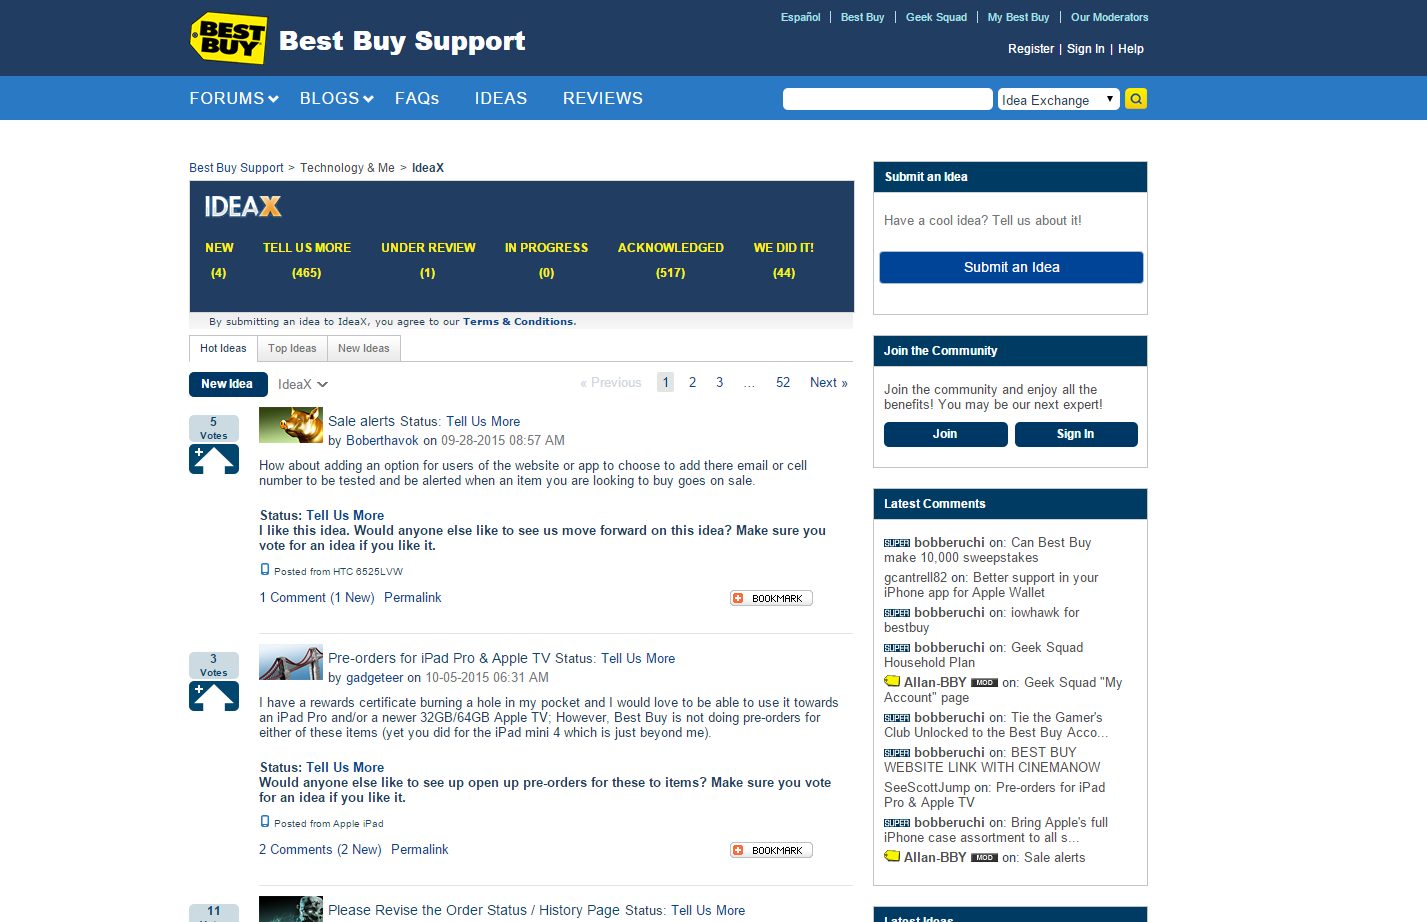 BEST BUY
Best Buy Support
Español | Best Buy | Geek Squad | My Best Buy | Our Moderators
Register | Sign In | Help
FORUMS BLOGS FAQs IDEAS REVIEWS
Idea Exchange
Best Buy Support > Technology & Me > IdeaX
IDEAX
NEW TELL US MORE UNDER REVIEW IN PROGRESS ACKNOWLEDGED WE DID IT!
(4) (465) (1) (0) (517) (44)
By submitting an idea to IdeaX, you agree to our Terms & Conditions.
Hot Ideas Top Ideas New Ideas
New Idea IdeaX
« Previous 1 2 3 ... 52 Next »
5
Votes
Sale alerts Status: Tell Us More
by Boberthavok on 09-28-2015 08:57 AM
How about adding an option for users of the website or app to choose to add there email or cell
number to be tested and be alerted when an item you are looking to buy goes on sale.
Status: Tell Us More
I like this idea. Would anyone else like to see us move forward on this idea? Make sure you
vote for an idea if you like it.
Posted from HTC 6525LVW
1 Comment (1 New) Permalink
BOOKMARK
3
Votes
Pre-orders for iPad Pro & Apple TV Status: Tell Us More
by gadgeteer on 10-05-2015 06:31 AM
I have a rewards certificate burning a hole in my pocket and I would love to be able to use it towards
an iPad Pro and/or a newer 32GB/64GB Apple TV; However, Best Buy is not doing pre-orders for
either of these items (yet you did for the iPad mini 4 which is just beyond me).
Status: Tell Us More
Would anyone else like to see up open up pre-orders for these to items? Make sure you vote
for an idea if you like it.
Posted from Apple iPad
2 Comments (2 New) Permalink
BOOKMARK
11
Please Revise the Order Status / History Page Status: Tell Us More
Submit an Idea
Have a cool idea? Tell us about it!
Submit an Idea
Join the Community
Join the community and enjoy all the
benefits! You may be our next expert!
Join Sign In
Latest Comments
SUPER bobberuchi on: Can Best Buy
make 10,000 sweepstakes
gcantrell82 on: Better support in your
iPhone app for Apple Wallet
SUPER bobberuchi on: iowhawk for
bestbuy
SUPER bobberuchi on: Geek Squad
Household Plan
Allan-BBY MOD on: Geek Squad "My
Account" page
SUPER bobberuchi on: Tie the Gamer's
Club Unlocked to the Best Buy Acco...
SUPER bobberuchi on: BEST BUY
WEBSITE LINK WITH CINEMANOW
SeeScottJump on: Pre-orders for iPad
Pro & Apple TV
SUPER bobberuchi on: Bring Apple's full
iPhone case assortment to all s...
Allan-BBY MOD on: Sale alerts
Latest Ideas